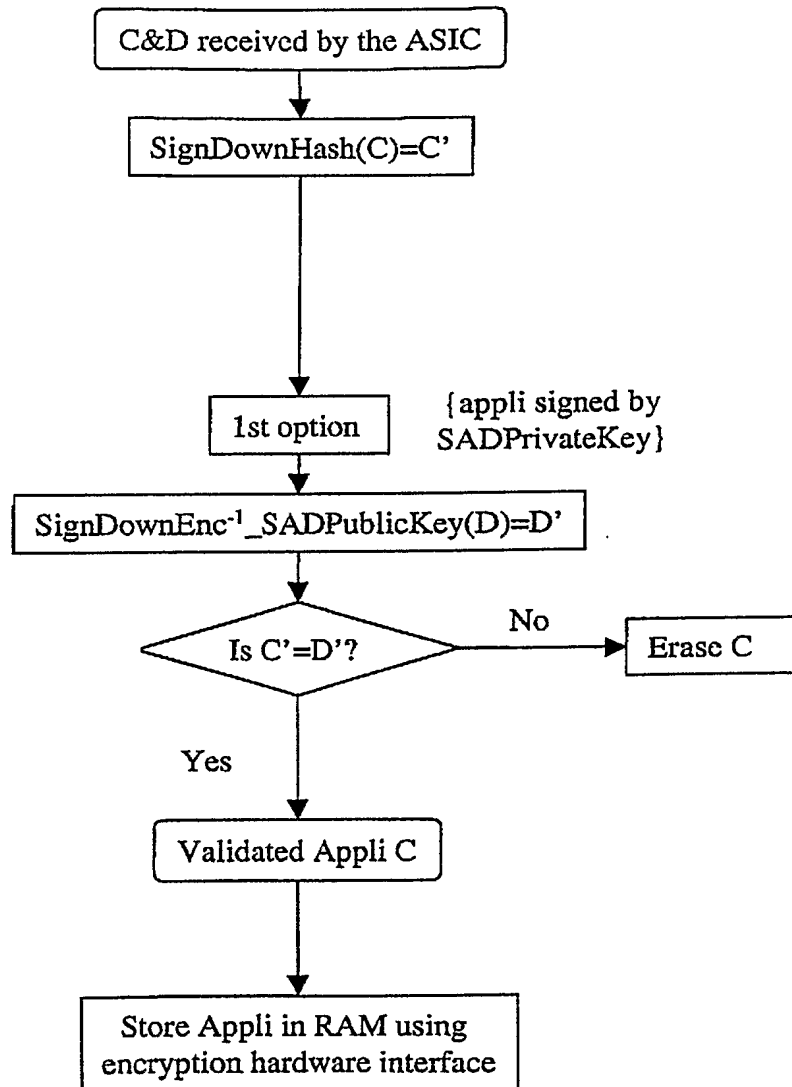 C&D received by the ASIC
SignDownHash(C)=C’
1st option
{appli signed by
SADPrivateKey}
SignDownEnc⁻¹_SADPublicKey(D)=D’
Is C’=D’?
No
Erase C
Yes
Validated Appli C
Store Appli in RAM using
encryption hardware interface